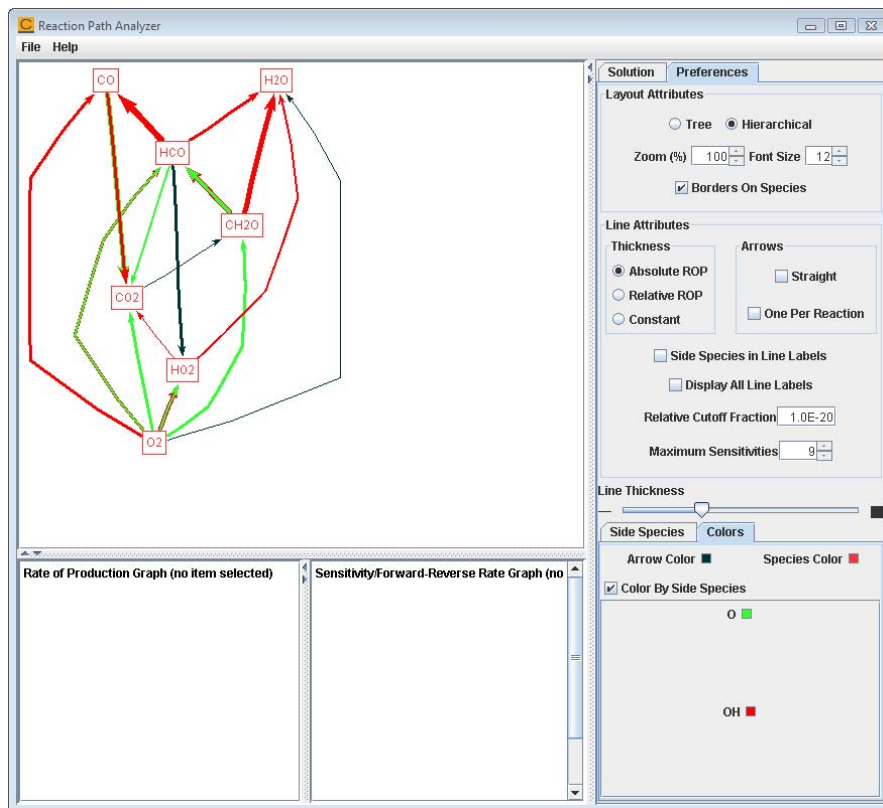 Reaction Path Analyzer
File Help
CO
H2O
HCO
CH2O
CO2
HO2
O2
Solution Preferences
Layout Attributes
Tree Hierarchical
Zoom (%) 100 Font Size 12
Borders On Species
Line Attributes
Thickness Arrows
Absolute ROP
Straight
Relative ROP
One Per Reaction
Constant
Side Species in Line Labels
Display All Line Labels
Relative Cutoff Fraction 1.0E-20
Maximum Sensitivities 9
Line Thickness
Side Species Colors
Arrow Color Species Color
Color By Side Species
O
OH
Rate of Production Graph (no item selected)
Sensitivity/Forward-Reverse Rate Graph (no